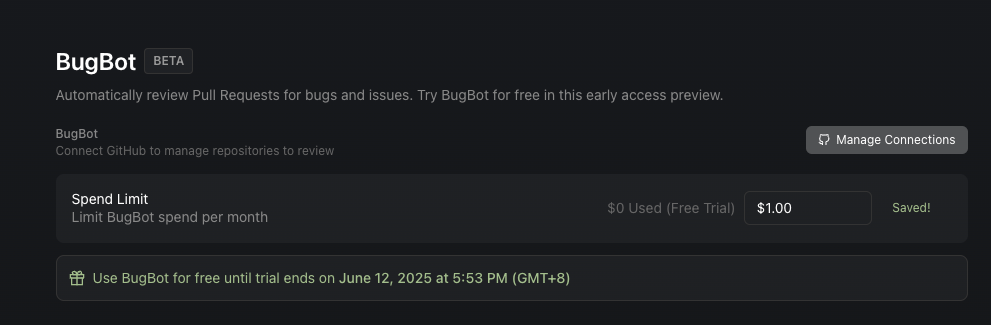 BugBot BETA
Automatically review Pull Requests for bugs and issues. Try BugBot for free in this early access preview.
BugBot
Connect GitHub to manage repositories to review
Manage Connections
Spend Limit
Limit BugBot spend per month
$0 Used (Free Trial) $1.00 Saved!
Use BugBot for free until trial ends on June 12, 2025 at 5:53 PM (GMT+8)